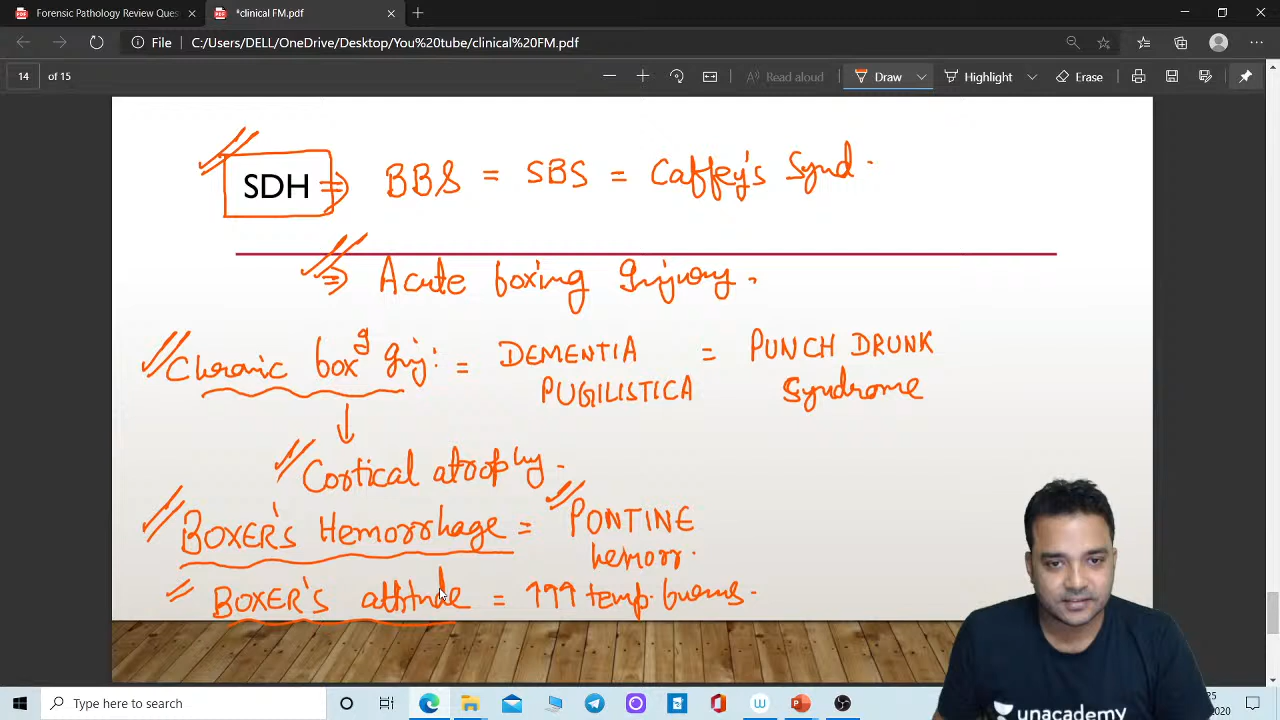 Forensic Pathology Review Ques
*clinical FM.pdf
File C:/Users/DELL/OneDrive/Desktop/You%20tube/clinical%20FM.pdf
14 of 15 Read aloud Draw Highlight Erase
SDH ⇒ BBS = SBS = Caffey's Synd.
⇒ Acute boxing Injury.
Chronic boxg Inj: = DEMENTIA PUGILISTICA = PUNCH DRUNK Syndrome
↓
Cortical atrophy.
BOXER'S Hemorrhage = PONTINE hemorr.
BOXER'S attitude = ↑↑↑ temp. burns.
unacademy
Type here to search
2020